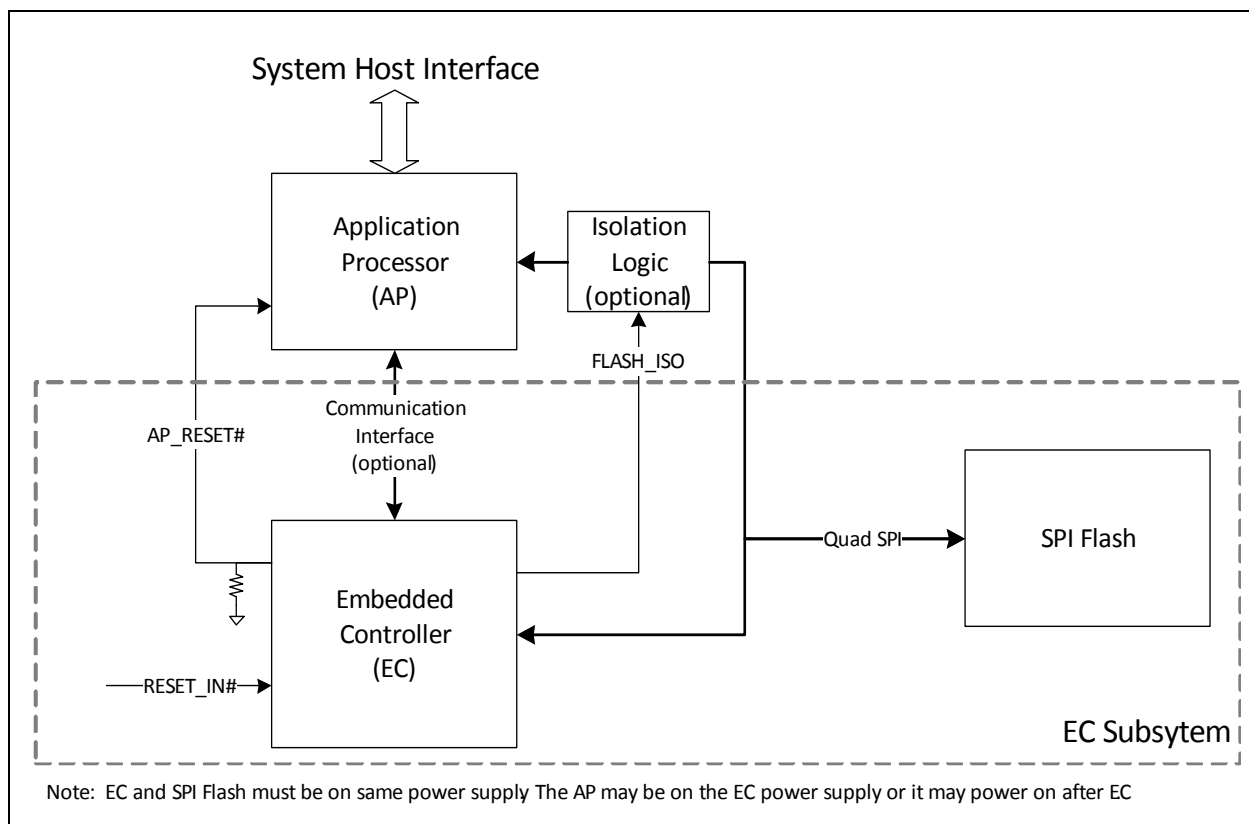 System Host Interface
Application
Processor
(AP)
Isolation
Logic
(optional)
FLASH_ISO
Communication
Interface
(optional)
AP_RESET#
Quad SPI
SPI Flash
Embedded
Controller
(EC)
RESET_IN#
EC Subsytem
Note: EC and SPI Flash must be on same power supply The AP may be on the EC power supply or it may power on after EC